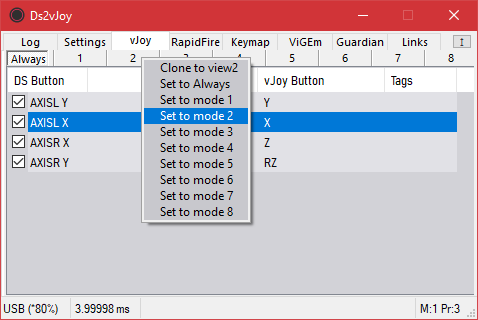 Ds2vJoy
Log Settings vJoy RapidFire Keymap ViGEm Guardian Links
Always 1 2 3 4 5 6 7 8
DS Button vJoy Button Tags
AXISL Y Y
AXISL X X
AXISR X Z
AXISR Y RZ
Clone to view2
Set to Always
Set to mode 1
Set to mode 2
Set to mode 3
Set to mode 4
Set to mode 5
Set to mode 6
Set to mode 7
Set to mode 8
USB (*80%) 3.99998 ms M:1 Pr:3